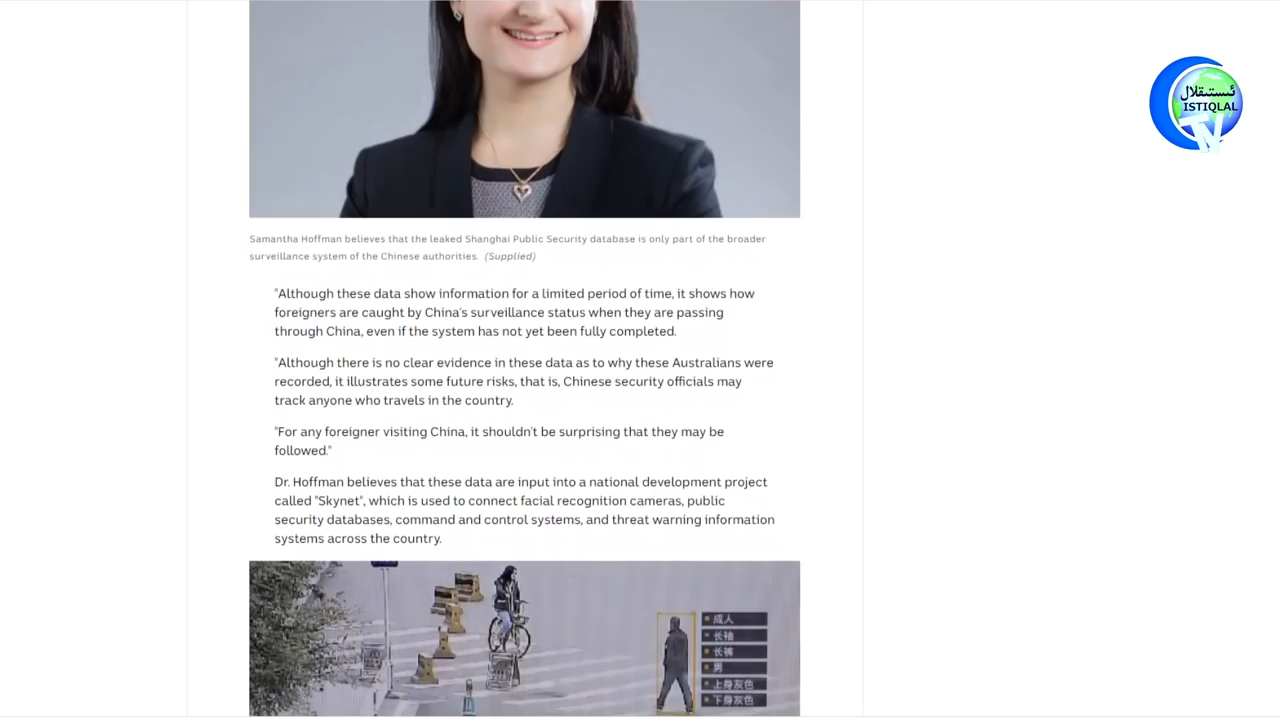 ئىستىقلال
ISTIQLAL
TV
Samantha Hoffman believes that the leaked Shanghai Public Security database is only part of the broader
surveillance system of the Chinese authorities. (Supplied)
"Although these data show information for a limited period of time, it shows how
foreigners are caught by China's surveillance status when they are passing
through China, even if the system has not yet been fully completed.
"Although there is no clear evidence in these data as to why these Australians were
recorded, it illustrates some future risks, that is, Chinese security officials may
track anyone who travels in the country.
"For any foreigner visiting China, it shouldn't be surprising that they may be
followed."
Dr. Hoffman believes that these data are input into a national development project
called "Skynet", which is used to connect facial recognition cameras, public
security databases, command and control systems, and threat warning information
systems across the country.
成人
长袖
长裤
男
上身灰色
下身灰色